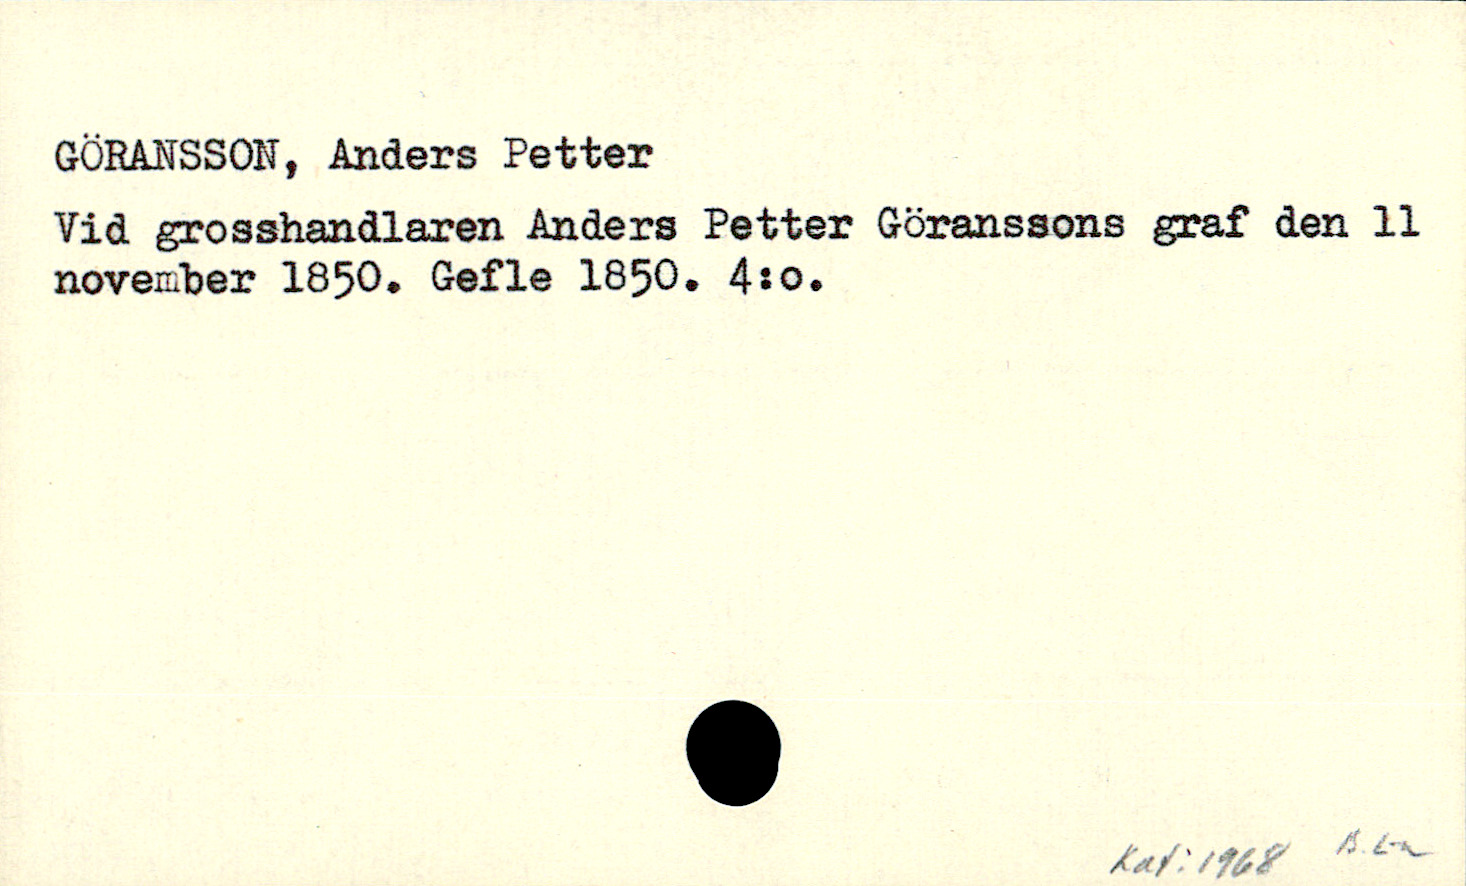 GÖRANSSON, Anders Petter
Vid grosshandlaren Anders Petter Göranssons graf den 11
november 1850. Gefle 1850. 4:o.
Kat: 1968 B. L-n